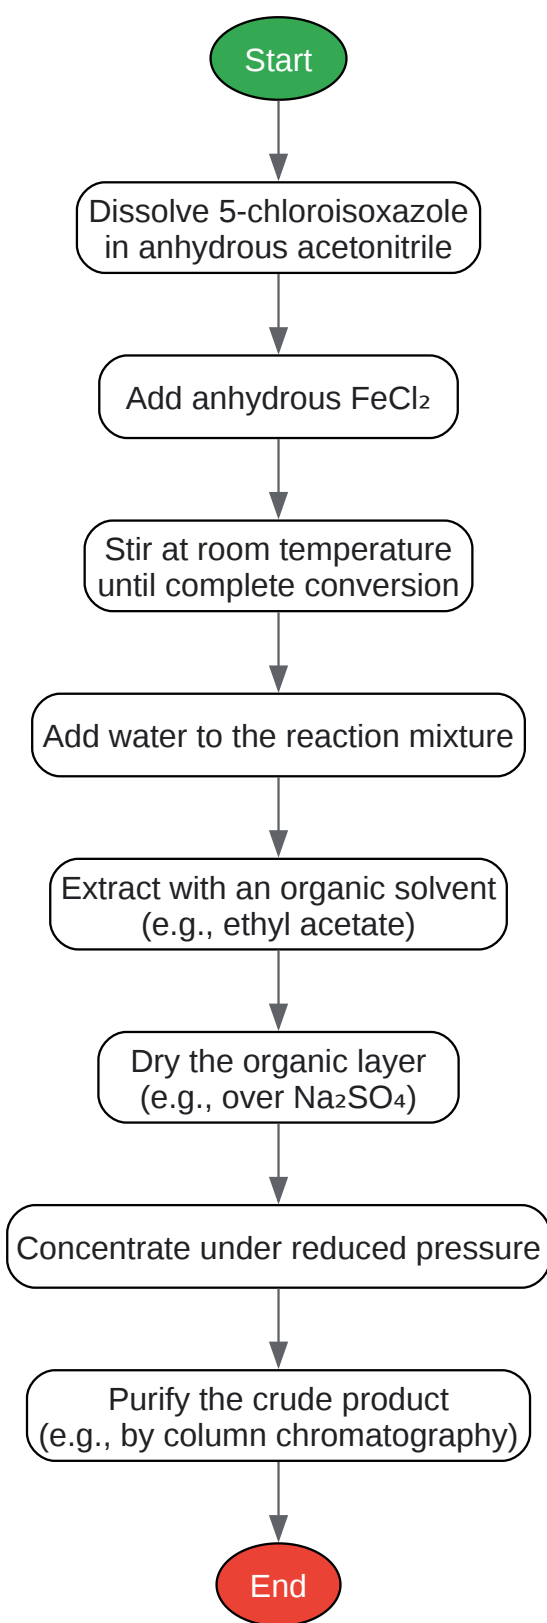 Start
Dissolve 5-chloroisoxazole
in anhydrous acetonitrile
Add anhydrous FeCl₂
Stir at room temperature
until complete conversion
Add water to the reaction mixture
Extract with an organic solvent
(e.g., ethyl acetate)
Dry the organic layer
(e.g., over Na₂SO₄)
Concentrate under reduced pressure
Purify the crude product
(e.g., by column chromatography)
End